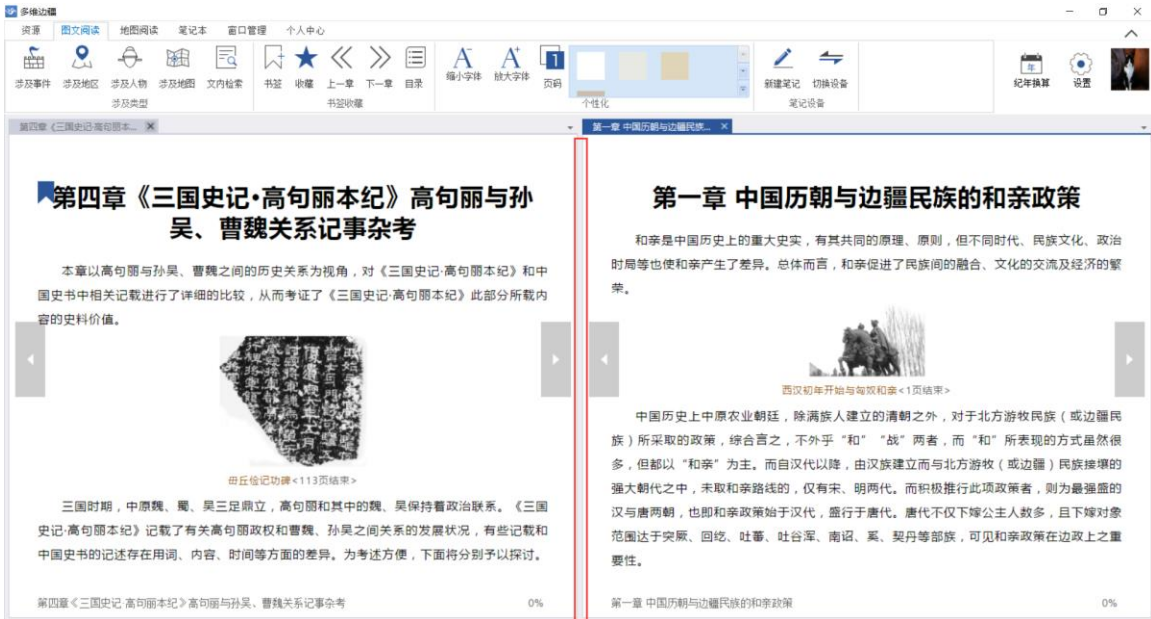 多维边疆
资源 图文阅读 地图阅读 笔记本 窗口管理 个人中心
涉及事件 涉及地区 涉及人物 涉及地图 文内检索 书签 收藏 上一章 下一章 目录 缩小字体 放大字体 页码 新建笔记 切换设备 纪年换算 设置
涉及类型 书签收藏 个性化 笔记设备
第四章《三国史记·高句丽本...
第一章 中国历朝与边疆民族...
第四章《三国史记·高句丽本纪》高句丽与孙
吴、曹魏关系记事杂考
本章以高句丽与孙吴、曹魏之间的历史关系为视角，对《三国史记·高句丽本纪》和中
国史书中相关记载进行了详细的比较，从而考证了《三国史记·高句丽本纪》此部分所载内
容的史料价值。
毌丘俭记功碑<113页结束>
三国时期，中原魏、蜀、吴三足鼎立，高句丽和其中的魏、吴保持着政治联系。《三国
史记·高句丽本纪》记载了有关高句丽政权和曹魏、孙吴之间关系的发展状况，有些记载和
中国史书的记述存在用词、内容、时间等方面的差异。为考述方便，下面将分别予以探讨。
第四章《三国史记·高句丽本纪》高句丽与孙吴、曹魏关系记事杂考 0%
第一章 中国历朝与边疆民族的和亲政策
和亲是中国历史上的重大史实，有其共同的原理、原则，但不同时代、民族文化、政治
时局等也使和亲产生了差异。总体而言，和亲促进了民族间的融合、文化的交流及经济的繁
荣。
西汉初年开始与匈奴和亲<1页结束>
中国历史上中原农业朝廷，除满族人建立的清朝之外，对于北方游牧民族（或边疆民
族）所采取的政策，综合言之，不外乎“和”“战”两者，而“和”所表现的方式虽然很
多，但都以“和亲”为主。而自汉代以降，由汉族建立而与北方游牧（或边疆）民族接壤的
强大朝代之中，未取和亲路线的，仅有宋、明两代。而积极推行此项政策者，则为最强盛的
汉与唐两朝，也即和亲政策始于汉代，盛行于唐代。唐代不仅下嫁公主人数多，且下嫁对象
范围达于突厥、回纥、吐蕃、吐谷浑、南诏、奚、契丹等部族，可见和亲政策在边政上之重
要性。
第一章 中国历朝与边疆民族的和亲政策 0%